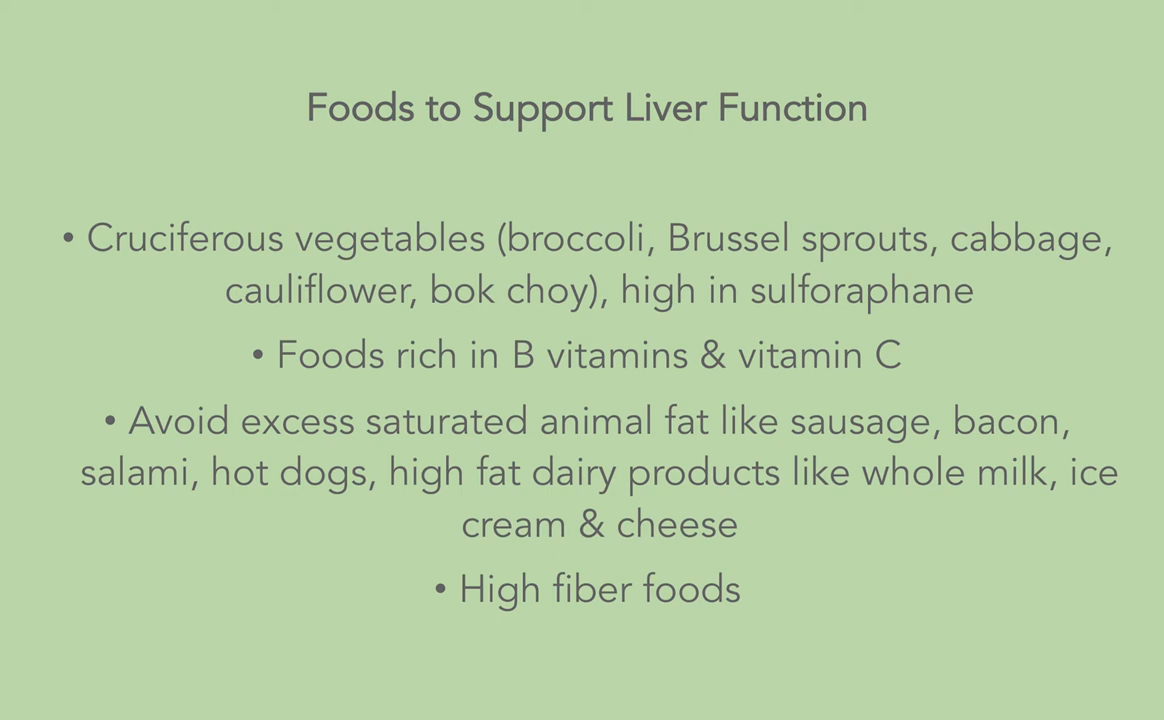 Foods to Support Liver Function
• Cruciferous vegetables (broccoli, Brussel sprouts, cabbage,
cauliflower, bok choy), high in sulforaphane
• Foods rich in B vitamins & vitamin C
• Avoid excess saturated animal fat like sausage, bacon,
salami, hot dogs, high fat dairy products like whole milk, ice
cream & cheese
• High fiber foods